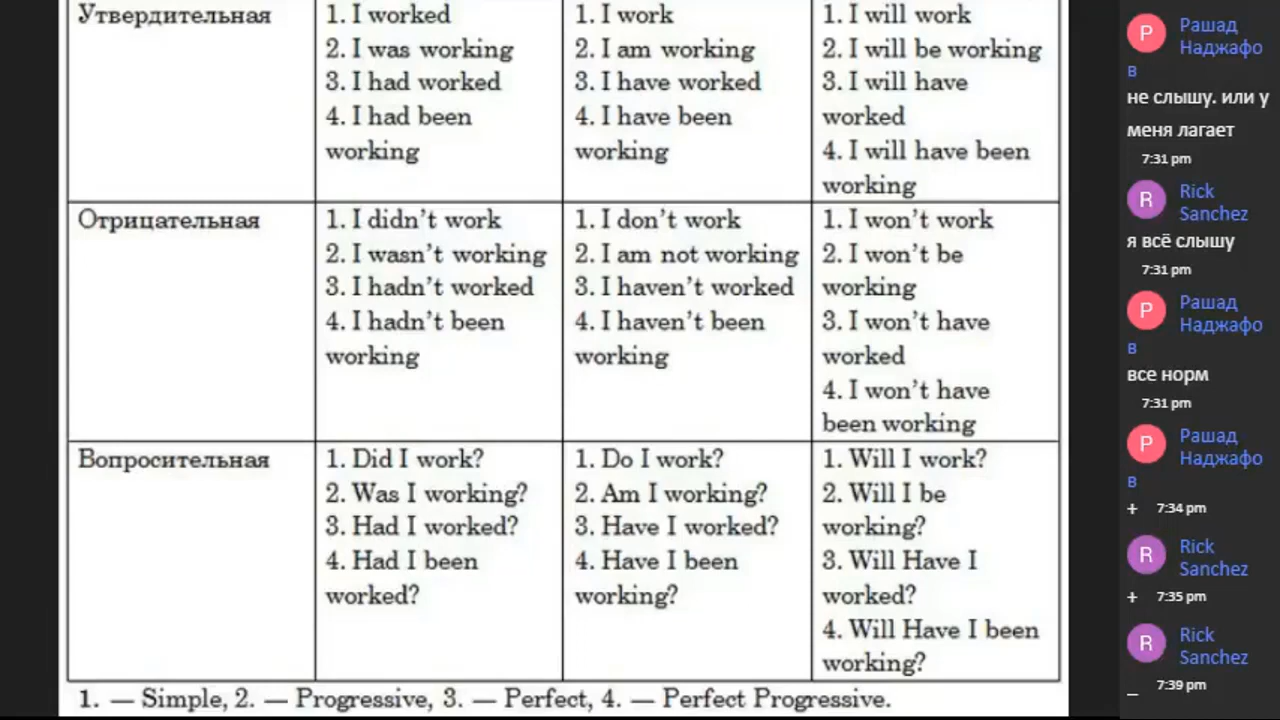 Утвердительная
1. I worked
2. I was working
3. I had worked
4. I had been
working
1. I work
2. I am working
3. I have worked
4. I have been
working
1. I will work
2. I will be working
3. I will have
worked
4. I will have been
working
Отрицательная
1. I didn’t work
2. I wasn’t working
3. I hadn’t worked
4. I hadn’t been
working
1. I don’t work
2. I am not working
3. I haven’t worked
4. I haven’t been
working
1. I won’t work
2. I won’t be
working
3. I won’t have
worked
4. I won’t have
been working
Вопросительная
1. Did I work?
2. Was I working?
3. Had I worked?
4. Had I been
worked?
1. Do I work?
2. Am I working?
3. Have I worked?
4. Have I been
working?
1. Will I work?
2. Will I be
working?
3. Will Have I
worked?
4. Will Have I been
working?
1. — Simple, 2. — Progressive, 3. — Perfect, 4. — Perfect Progressive.
Р
Рашад
Наджафо
в
не слышу. или у
меня лагает
7:31 pm
R
Rick
Sanchez
я всё слышу
7:31 pm
Р
Рашад
Наджафо
в
все норм
7:31 pm
Р
Рашад
Наджафо
в
+ 7:34 pm
R
Rick
Sanchez
+ 7:35 pm
R
Rick
Sanchez
_ 7:39 pm